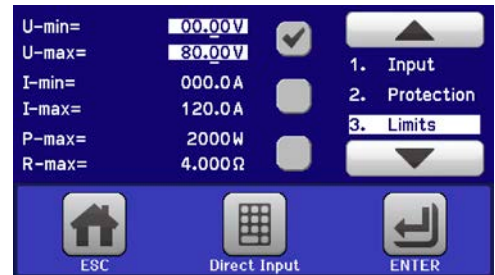 U-min= 00.00V
U-max= 80.00V
I-min= 000.0A
I-max= 120.0A
P-max= 2000W
R-max= 4.000Ω
1. Input
2. Protection
3. Limits
ESC
Direct Input
ENTER